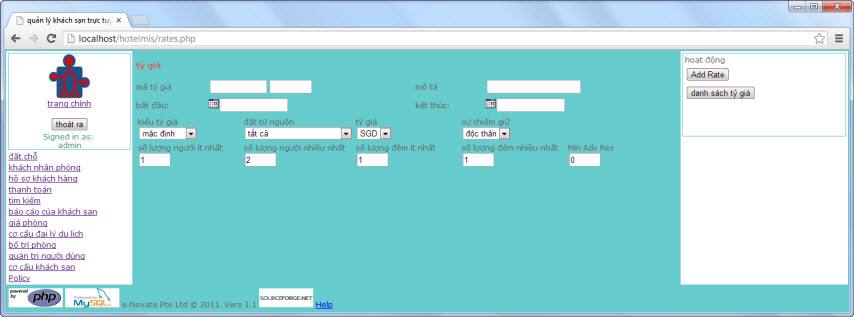 quản lý khách sạn trực tuy
localhost/hotelmis/rates.php
trang chính
thoát ra
Signed in as:
admin
đặt chỗ
khách nhận phòng
hồ sơ khách hàng
thanh toán
tìm kiếm
báo cáo của khách sạn
giá phòng
cơ cấu đại lý du lịch
bố trí phòng
quản trị người dùng
cơ cấu khách sạn
Policy
tỷ giá
mã tỷ giá mô tả
bắt đầu: kết thúc:
kiểu tỷ giá đặt từ nguồn tỷ giá sự chiếm giữ
mặc định tất cả SGD độc thân
số lượng người ít nhất số lượng người nhiều nhất số lượng đêm ít nhất số lượng đêm nhiều nhất Min Adv Res
1 2 1 1 0
hoạt động
Add Rate
danh sách tỷ giá
powered by php MySQL e-Novate Pte Ltd © 2011. Vers 1.1 SOURCEFORGE.NET Help